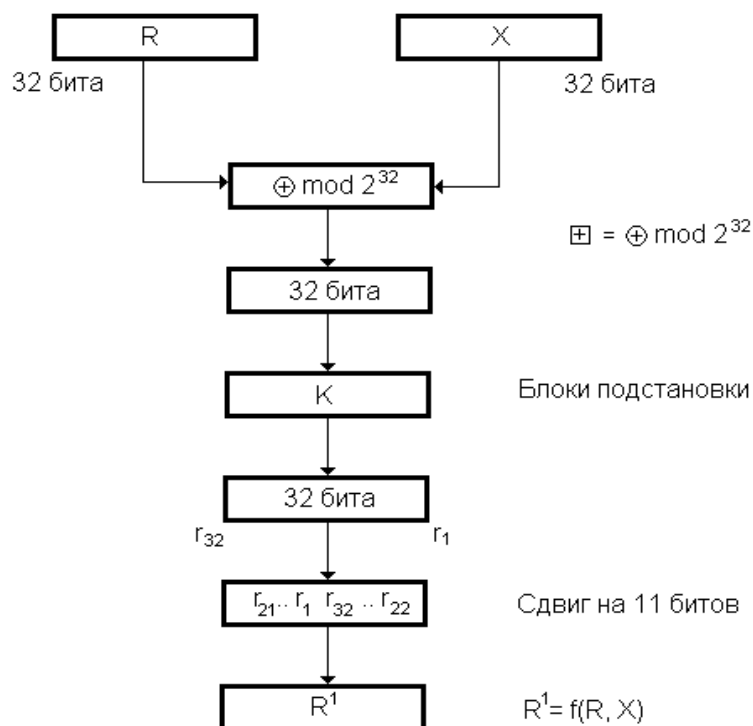 R
X
32 бита
32 бита
⊕ mod 2³²
⊞ = ⊕ mod 2³²
32 бита
K
Блоки подстановки
32 бита
r₃₂
r₁
r₂₁.. r₁ r₃₂ .. r₂₂
Сдвиг на 11 битов
R¹
R¹= f(R, X)